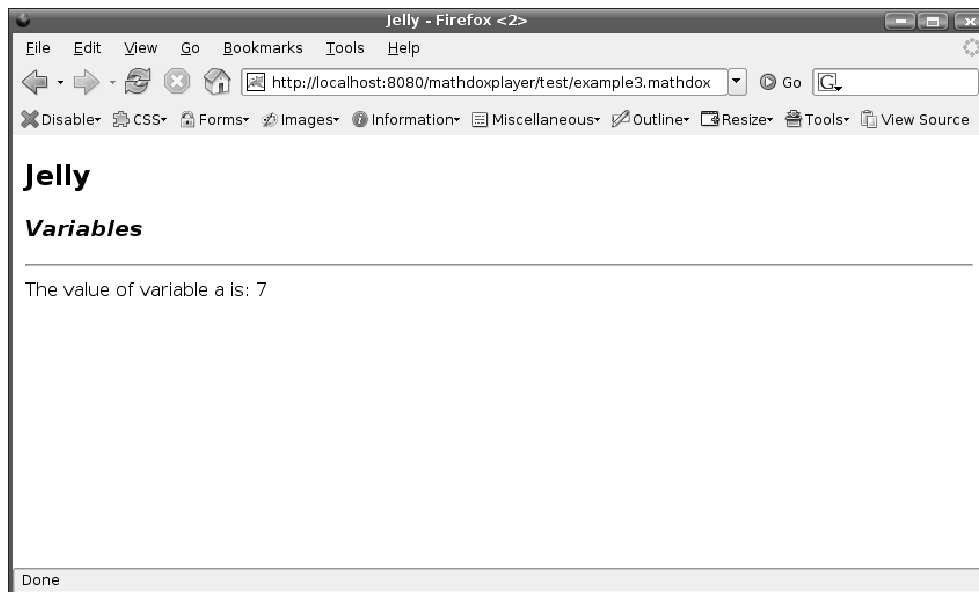 Jelly - Firefox <2>
File Edit View Go Bookmarks Tools Help
http://localhost:8080/mathdoxplayer/test/example3.mathdox Go G
Disable CSS Forms Images Information Miscellaneous Outline Resize Tools View Source
Jelly
Variables
The value of variable a is: 7
Done